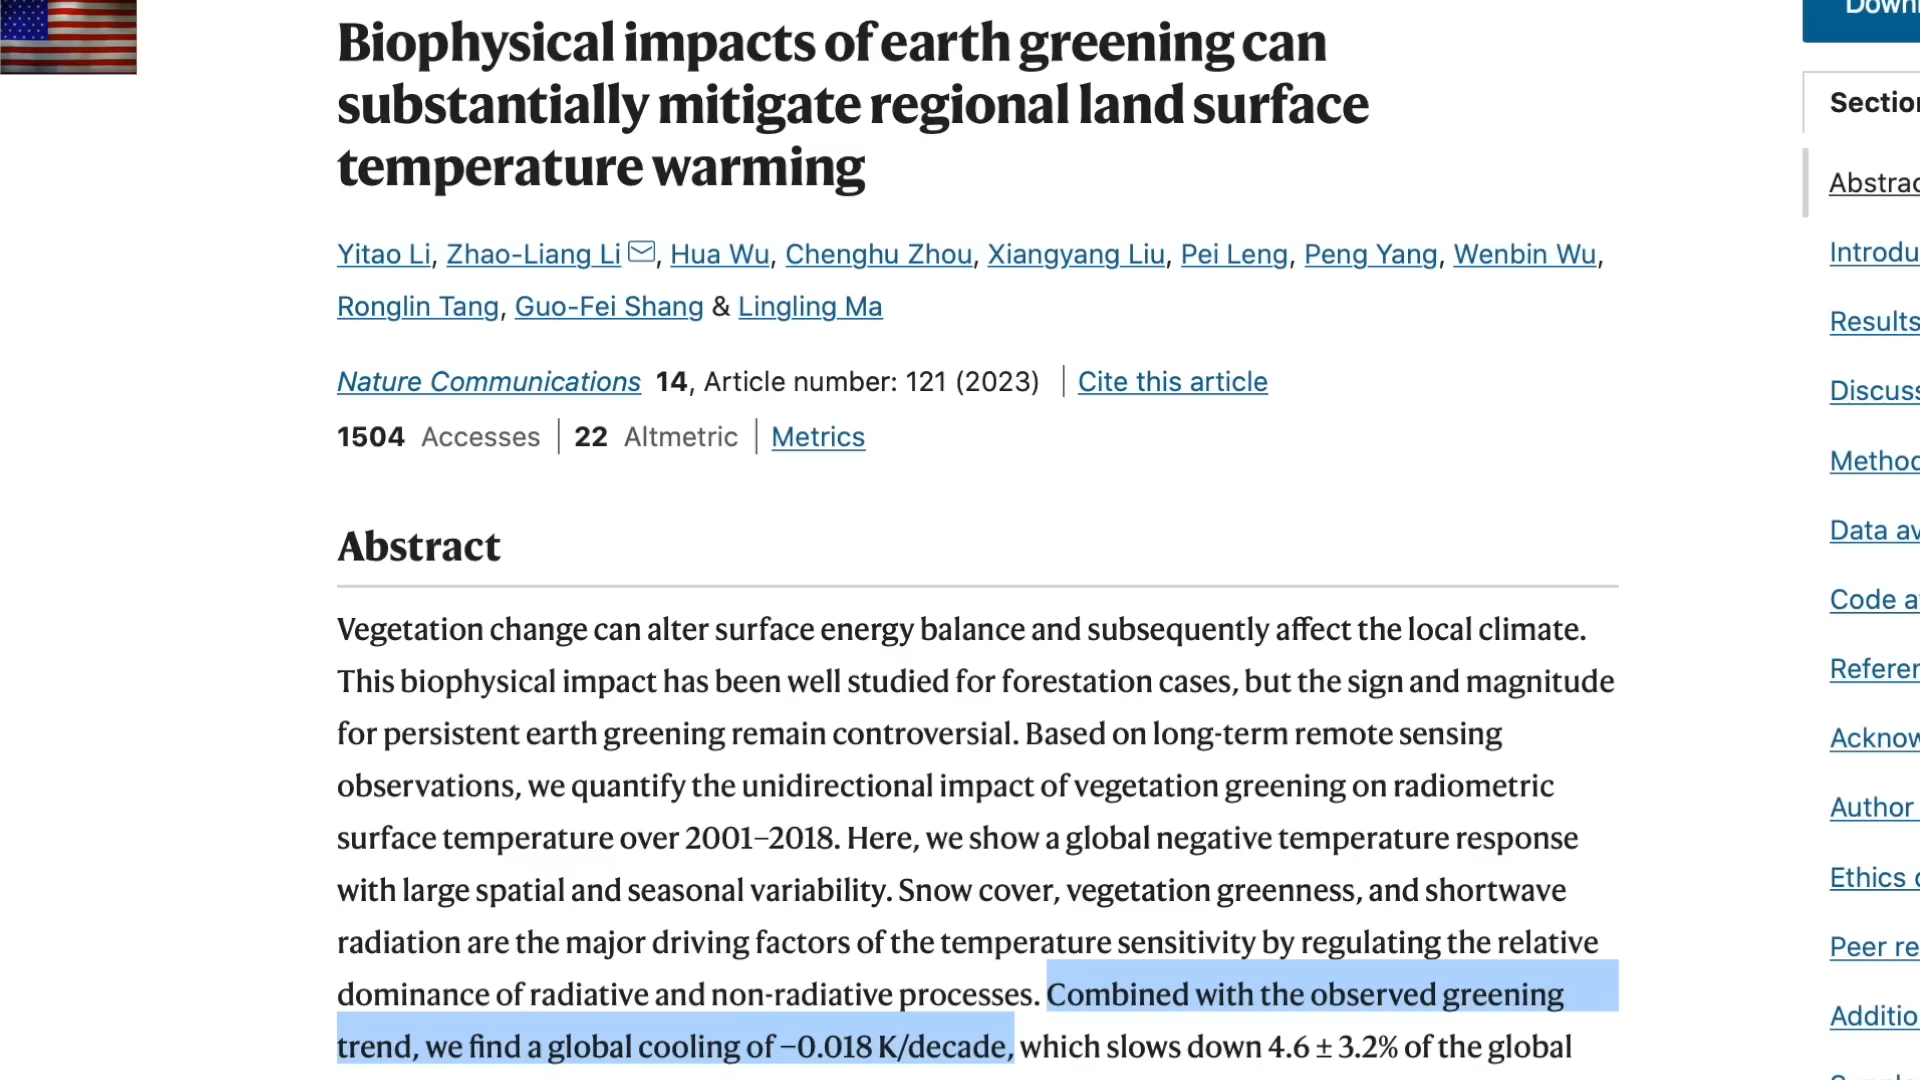 Downl
Biophysical impacts of earth greening can
substantially mitigate regional land surface
temperature warming
Yitao Li, Zhao-Liang Li, Hua Wu, Chenghu Zhou, Xiangyang Liu, Pei Leng, Peng Yang, Wenbin Wu,
Ronglin Tang, Guo-Fei Shang & Lingling Ma
Nature Communications 14, Article number: 121 (2023) | Cite this article
1504 Accesses | 22 Altmetric | Metrics
Abstract
Vegetation change can alter surface energy balance and subsequently affect the local climate.
This biophysical impact has been well studied for forestation cases, but the sign and magnitude
for persistent earth greening remain controversial. Based on long-term remote sensing
observations, we quantify the unidirectional impact of vegetation greening on radiometric
surface temperature over 2001–2018. Here, we show a global negative temperature response
with large spatial and seasonal variability. Snow cover, vegetation greenness, and shortwave
radiation are the major driving factors of the temperature sensitivity by regulating the relative
dominance of radiative and non-radiative processes. Combined with the observed greening
trend, we find a global cooling of −0.018 K/decade, which slows down 4.6 ± 3.2% of the global
Section
Abstrac
Introdu
Results
Discuss
Method
Data av
Code a
Referen
Acknow
Author
Ethics
Peer re
Additio